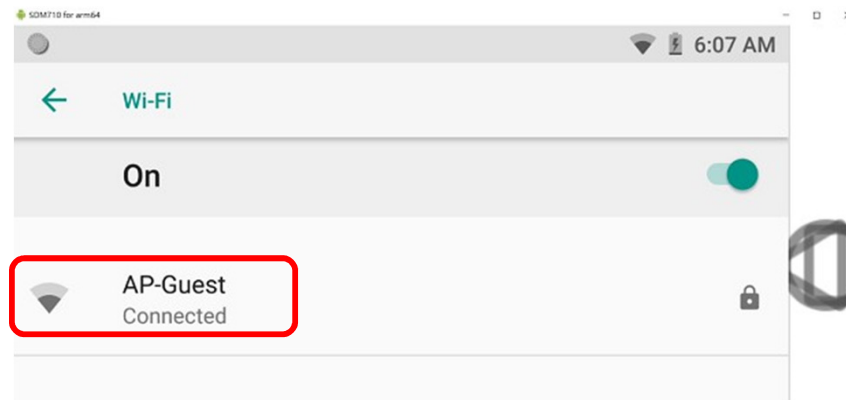 SDM710 for arm64
6:07 AM
Wi-Fi
On
AP-Guest
Connected